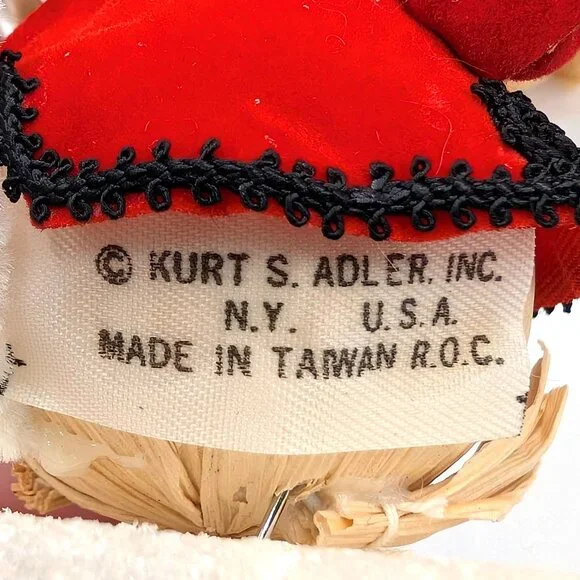 © KURT S. ADLER, INC.
N.Y. U.S.A.
MADE IN TAIWAN R.O.C.